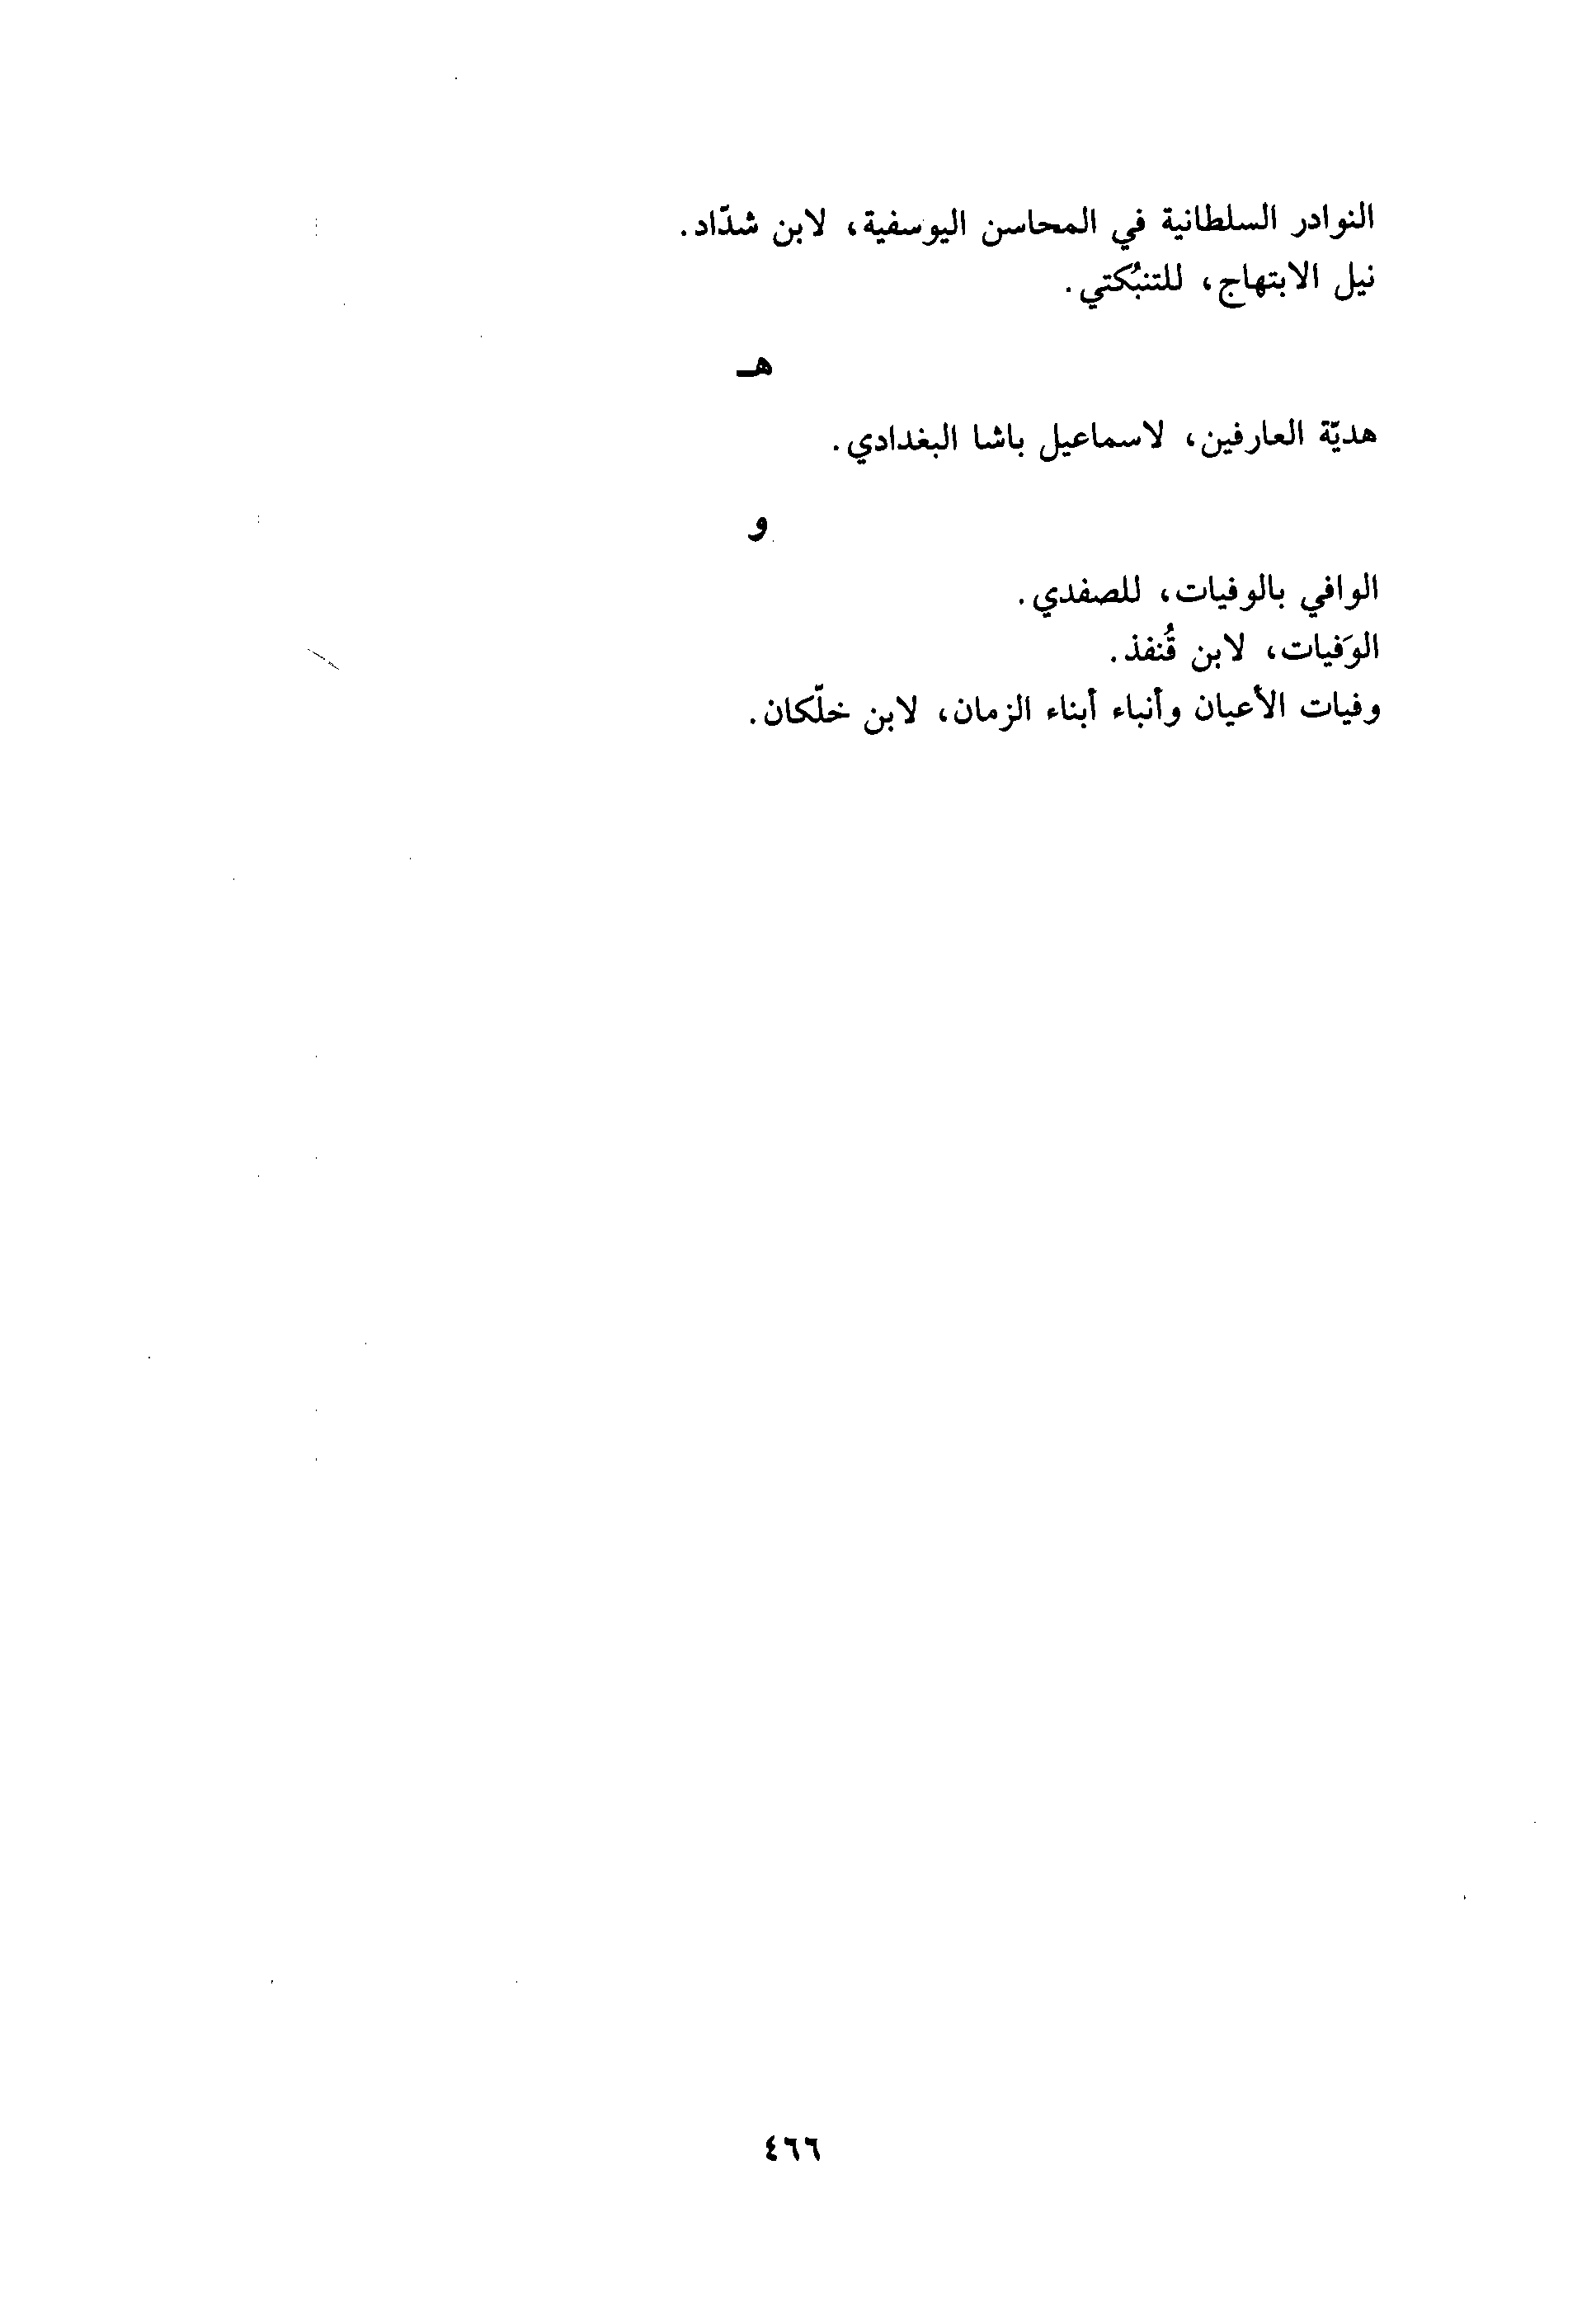 النوادر السلطانية في المحاسن اليوسفية، لابن شدّاد.
نيل الابتهاج، للتنبُكتي.
هـ
هديّة العارفين، لاسماعيل باشا البغدادي.
و
الوافي بالوفيات، للصفدي.
الوَفيات، لابن قُنفذ.
وفيات الأعيان وأنباء أبناء الزمان، لابن خلّكان.
٤٦٦